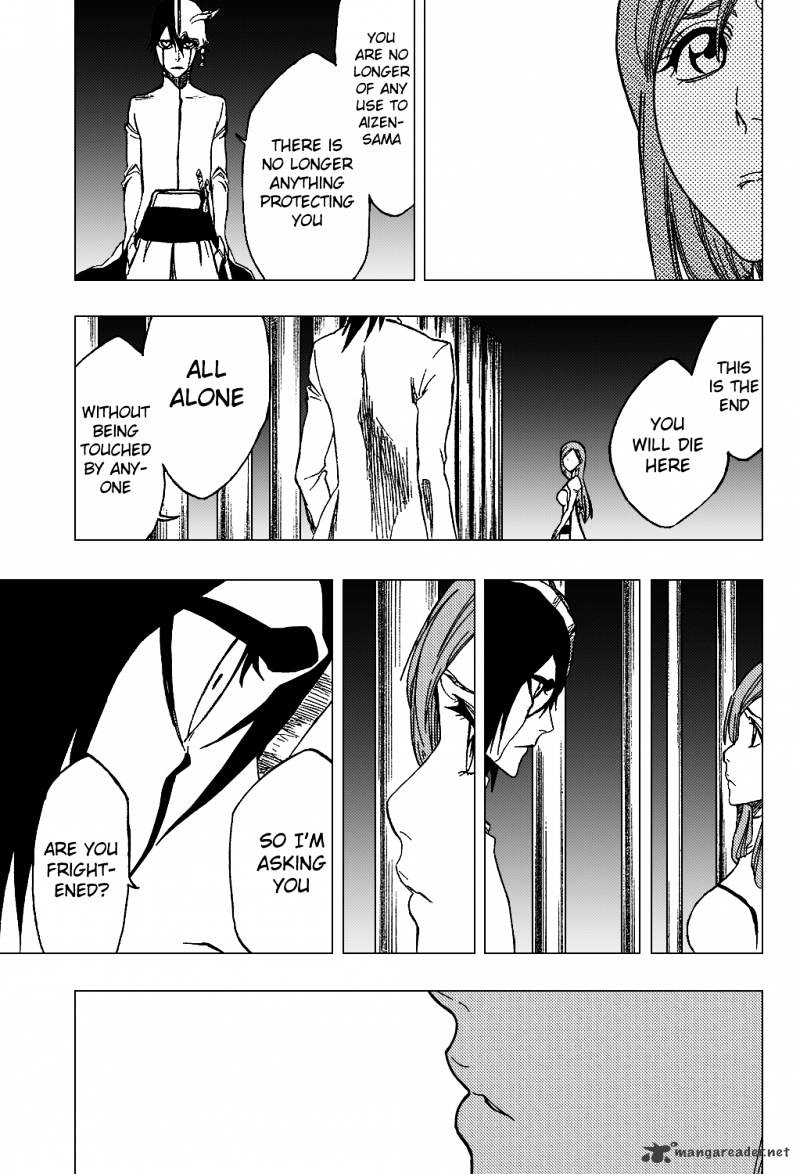 YOU
ARE NO
LONGER
OF ANY
USE TO
AIZEN-
SAMA
THERE IS
NO LONGER
ANYTHING
PROTECTING
YOU
THIS
IS THE
END
YOU
WILL DIE
HERE
ALL
ALONE
WITHOUT
BEING
TOUCHED
BY ANY-
ONE
SO I'M
ASKING
YOU
ARE YOU
FRIGHT-
ENED?
mangareader.net